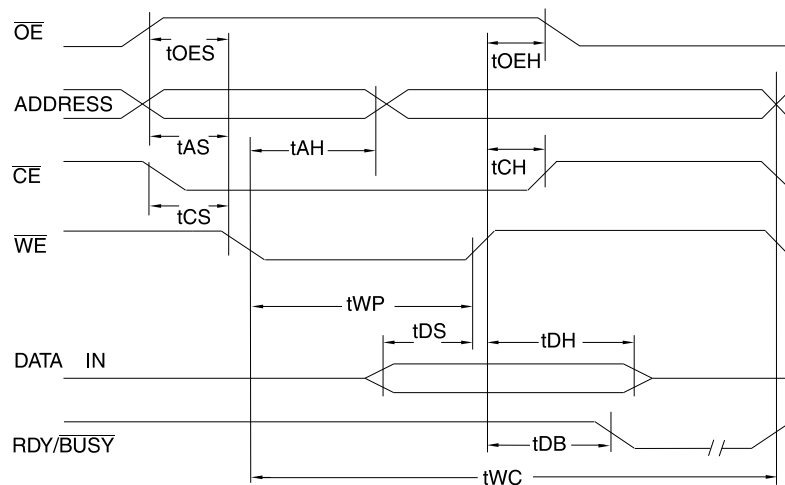 OE
tOES
tOEH
ADDRESS
tAS
tAH
tCH
CE
tCS
WE
tWP
tDS
tDH
DATA IN
RDY/BUSY
tDB
tWC